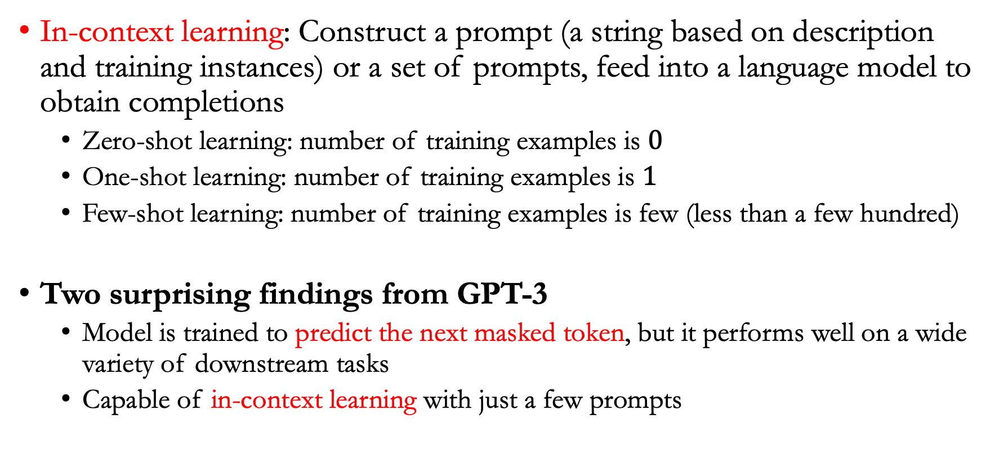 • In-context learning: Construct a prompt (a string based on description
and training instances) or a set of prompts, feed into a language model to
obtain completions
• Zero-shot learning: number of training examples is 0
• One-shot learning: number of training examples is 1
• Few-shot learning: number of training examples is few (less than a few hundred)
• Two surprising findings from GPT-3
• Model is trained to predict the next masked token, but it performs well on a wide
variety of downstream tasks
• Capable of in-context learning with just a few prompts